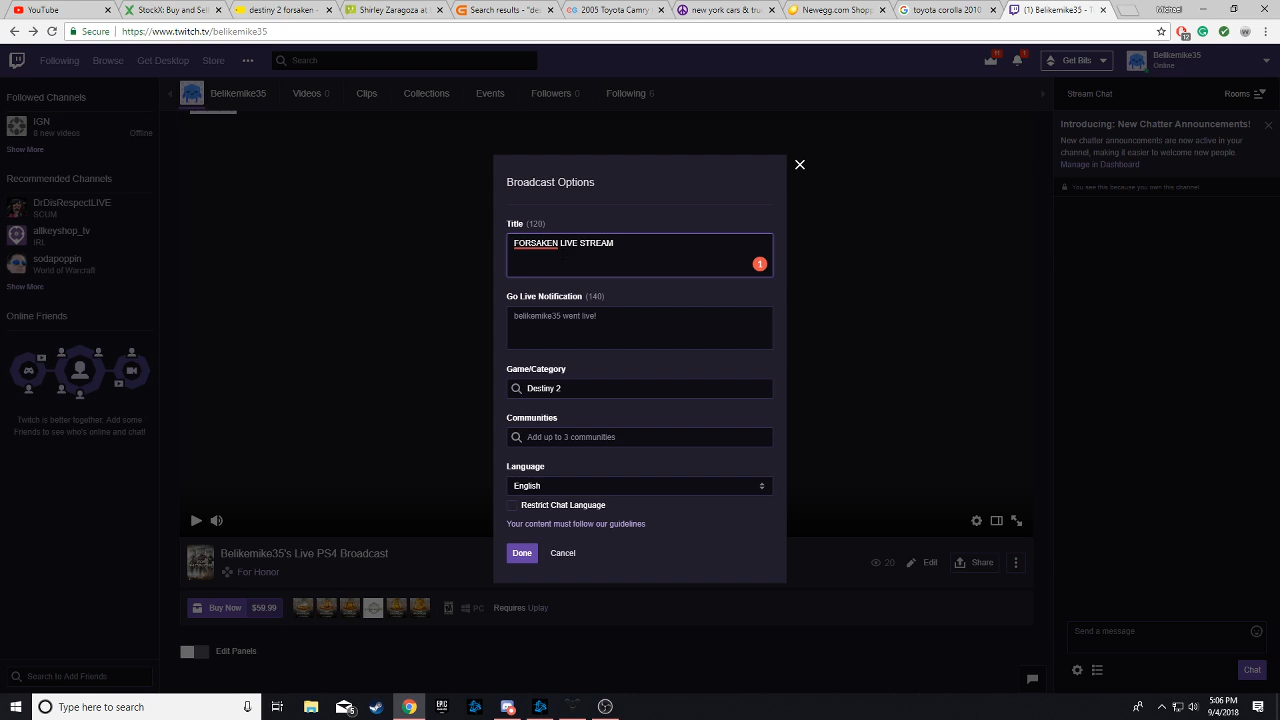 YouTube
StockX: Buy and Sell
destiny 2 forsaken -
Shirley Zaragoza at
Search results - "de
2005 Toyota Camry
new york cars & truc
Newegg.com Shopp
toyota corolla 2010
[1] Belikemike35 - T
Michael
Secure
https://www.twitch.tv/belikemike35
12
Following
Browse
Get Desktop
Store
Search
11
1
Get Bits
Belikemike35
Online
Followed Channels
IGN
8 new videos
Offline
Show More
Recommended Channels
DrDisRespectLIVE
SCUM
allkeyshop_tv
IRL
sodapoppin
World of Warcraft
Show More
Online Friends
Twitch is better together. Add some
Friends to see who's online and chat!
Search to Add Friends
Belikemike35
Videos 0
Clips
Collections
Events
Followers 0
Following 6
Broadcast Options
Title (120)
FORSAKEN LIVE STREAM
1
Go Live Notification (140)
belikemike35 went live!
Game/Category
Destiny 2
Communities
Add up to 3 communities
Language
English
Restrict Chat Language
Your content must follow our guidelines
Done
Cancel
Belikemike35's Live PS4 Broadcast
For Honor
20
Edit
Share
Buy Now
$59.99
PC
Requires Uplay
Edit Panels
Stream Chat
Rooms
Introducing: New Chatter Announcements!
New chatter announcements are now active in your
channel, making it easier to welcome new people.
Manage in Dashboard
You see this because you own this channel
Send a message
Chat
Type here to search
EPIC
5:06 PM
9/4/2018